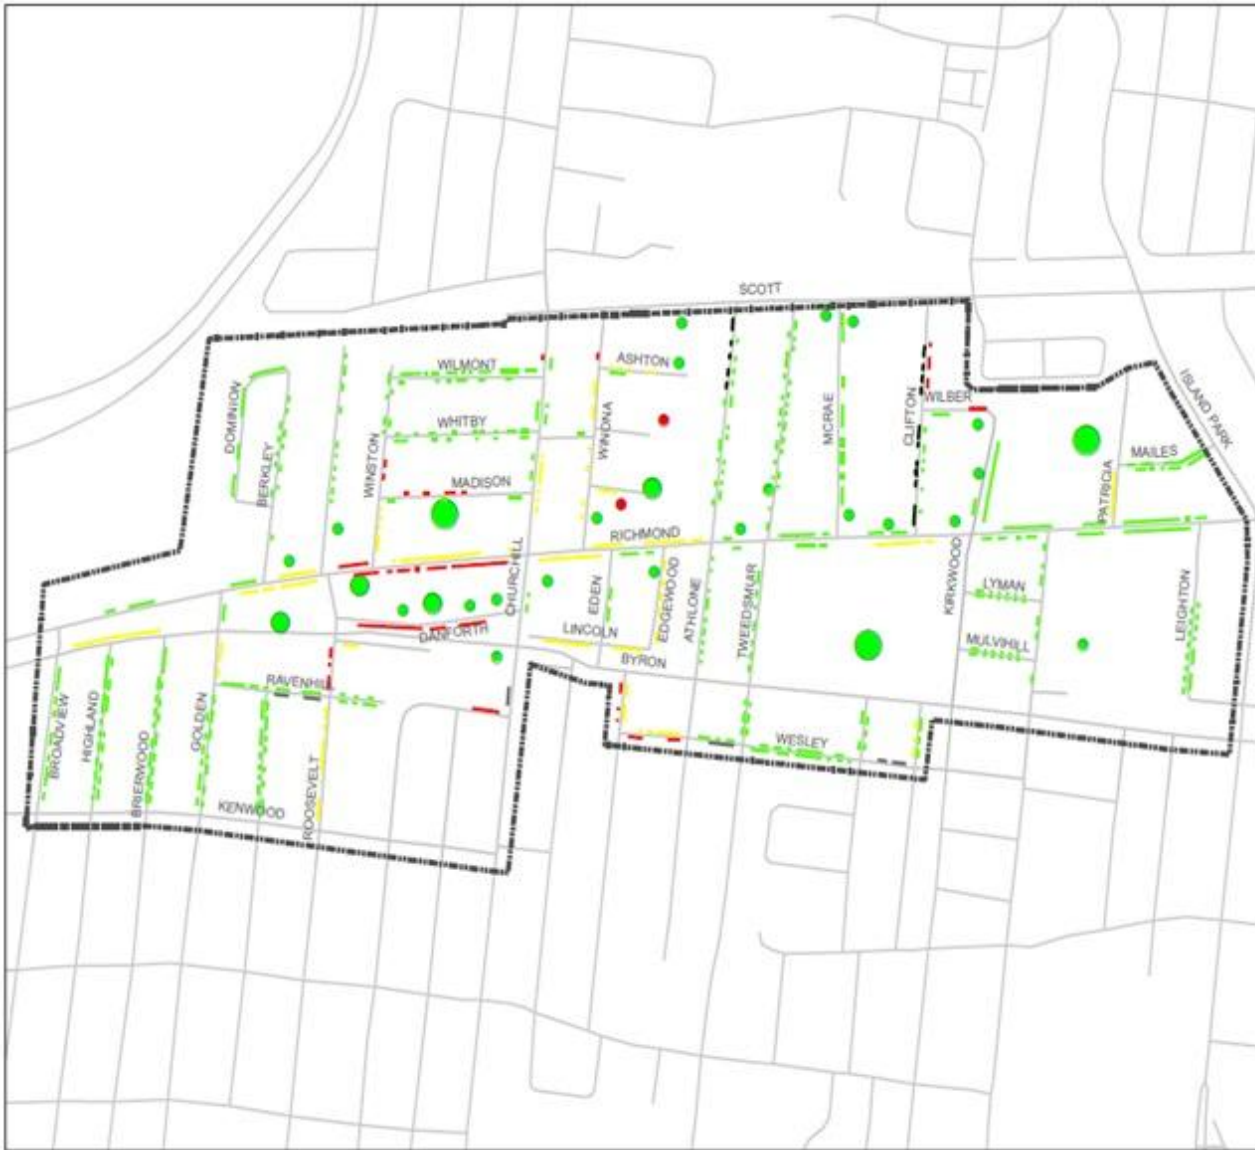 SCOTT
WILMONT
ASHTON
ISLAND PARK
DOMINION
WILBER
WHITBY
WINONA
MCRAE
CLIFTON
BERKLEY
WINSTON
MAILES
MADISON
PATRICIA
RICHMOND
CHURCHILL
EDEN
EDGEWOOD
ATHLONE
TWEEDSMUIR
KIRKWOOD
LYMAN
LEIGHTON
DANFORTH
LINCOLN
MULVIHILL
BYRON
RAVENHILL
BROADVIEW
HIGHLAND
BRIERWOOD
GOLDEN
WESLEY
ROOSEVELT
KENWOOD